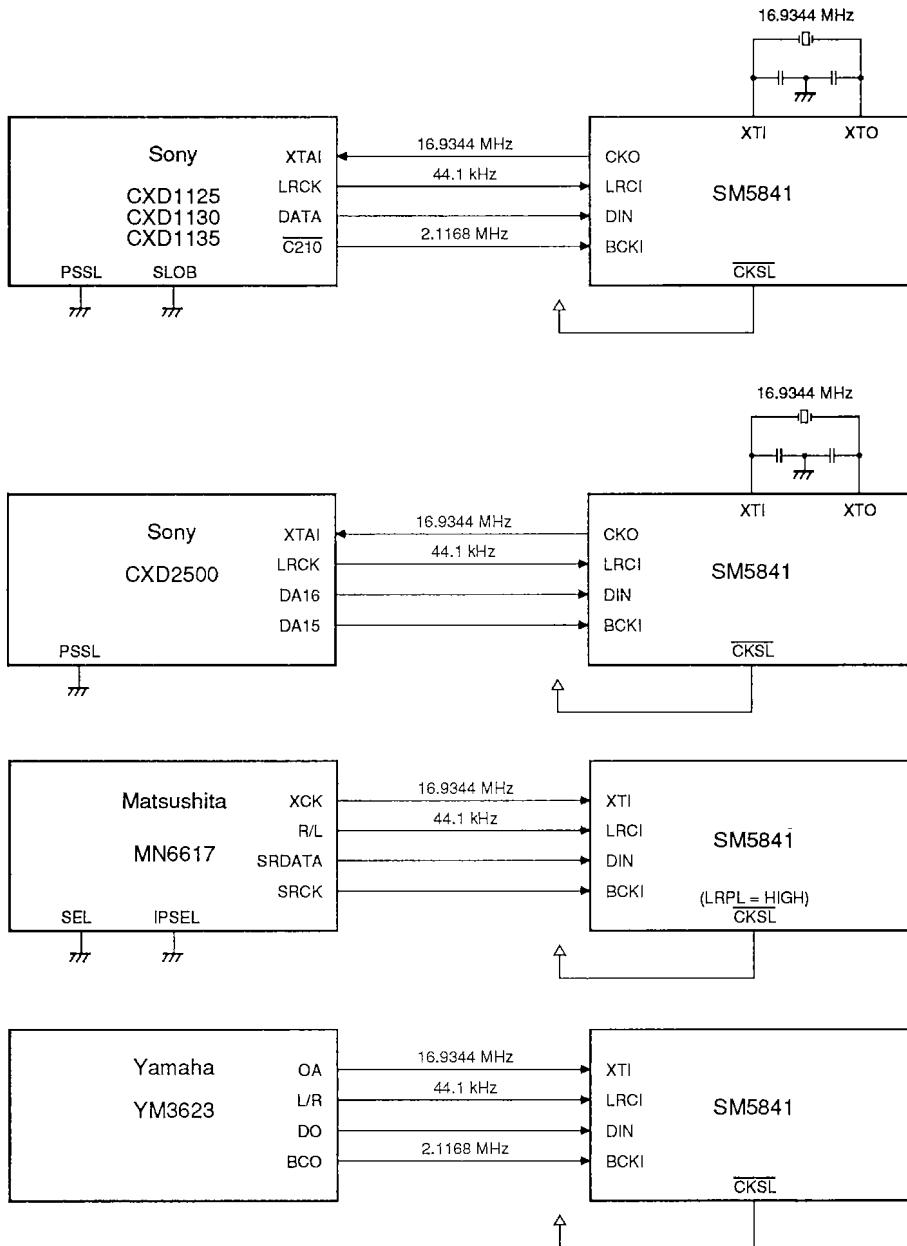 16.9344 MHz
XTI XTO
Sony
CXD1125
CXD1130
CXD1135
XTAI
LRCK
DATA
C210
PSSL SLOB
16.9344 MHz
44.1 kHz
2.1168 MHz
CKO
LRCI
DIN
BCKI
SM5841
CKSL
16.9344 MHz
XTI XTO
Sony
CXD2500
XTAI
LRCK
DA16
DA15
PSSL
16.9344 MHz
44.1 kHz
CKO
LRCI
DIN
BCKI
SM5841
CKSL
Matsushita
MN6617
XCK
R/L
SRDATA
SRCK
SEL IPSEL
16.9344 MHz
44.1 kHz
XTI
LRCI
DIN
BCKI
SM5841
(LRPL = HIGH)
CKSL
Yamaha
YM3623
OA
L/R
DO
BCO
16.9344 MHz
44.1 kHz
2.1168 MHz
XTI
LRCI
DIN
BCKI
SM5841
CKSL